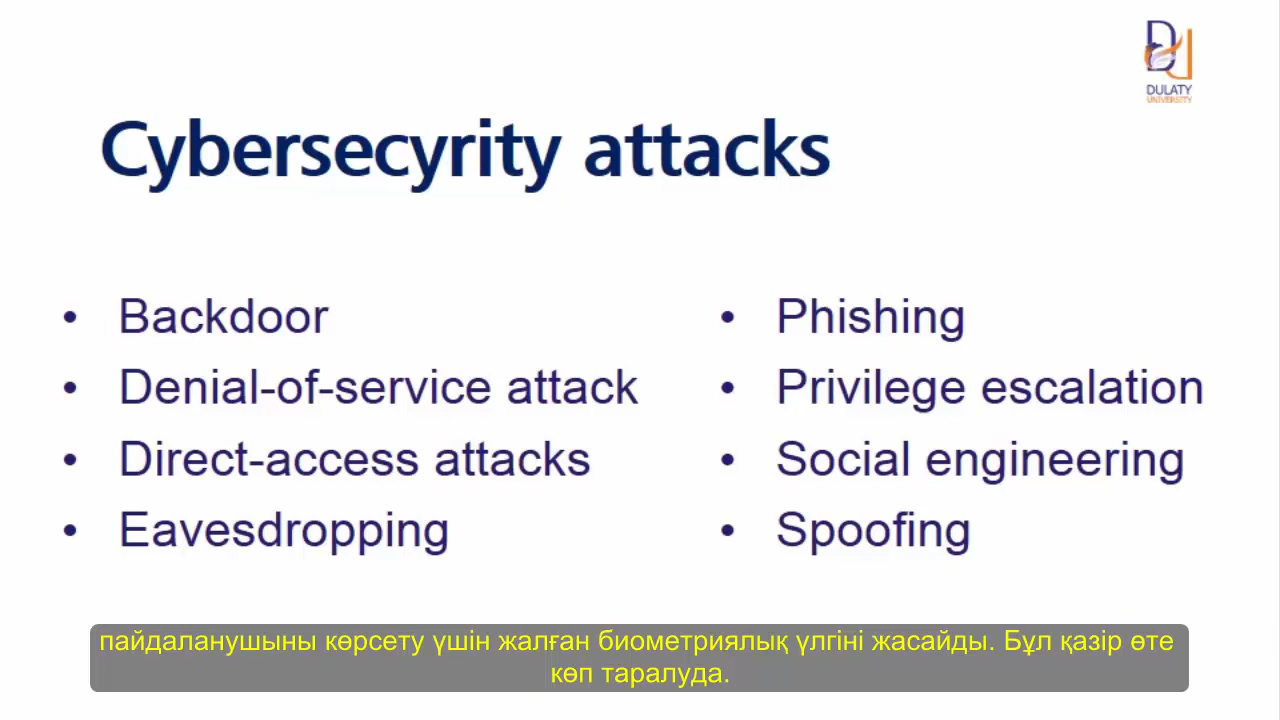 DULATY
UNIVERSITY
Cybersecyrity attacks
• Backdoor
• Denial-of-service attack
• Direct-access attacks
• Eavesdropping
• Phishing
• Privilege escalation
• Social engineering
• Spoofing
пайдаланушыны көрсету үшін жалған биометриялық үлгіні жасайды. Бұл қазір өте
көп таралуда.